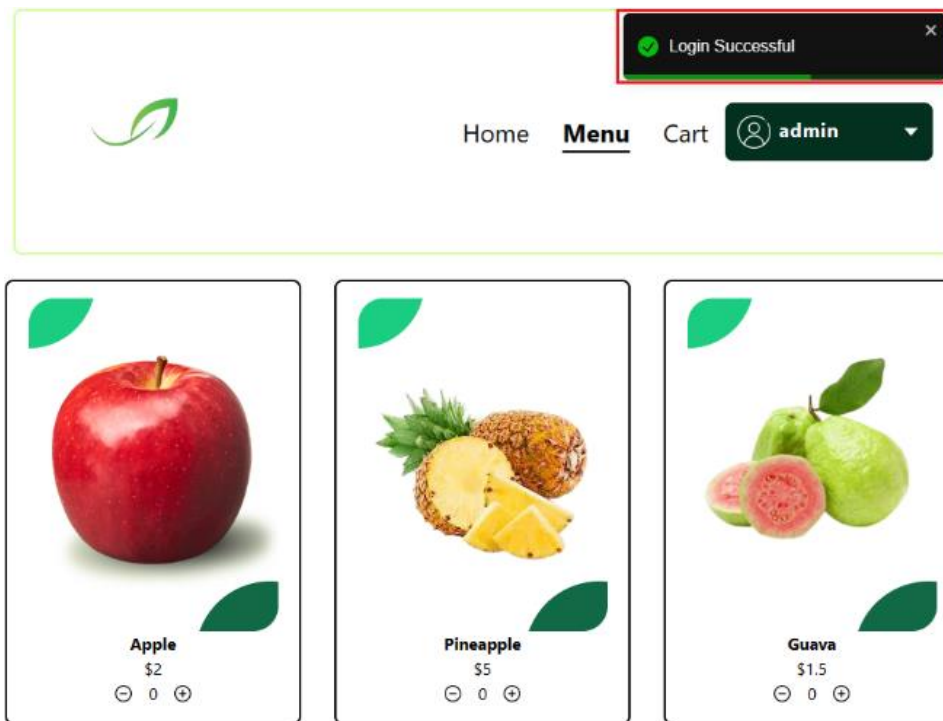 Login Successful
Home Menu Cart admin
Apple
$2
0
Pineapple
$5
0
Guava
$1.5
0